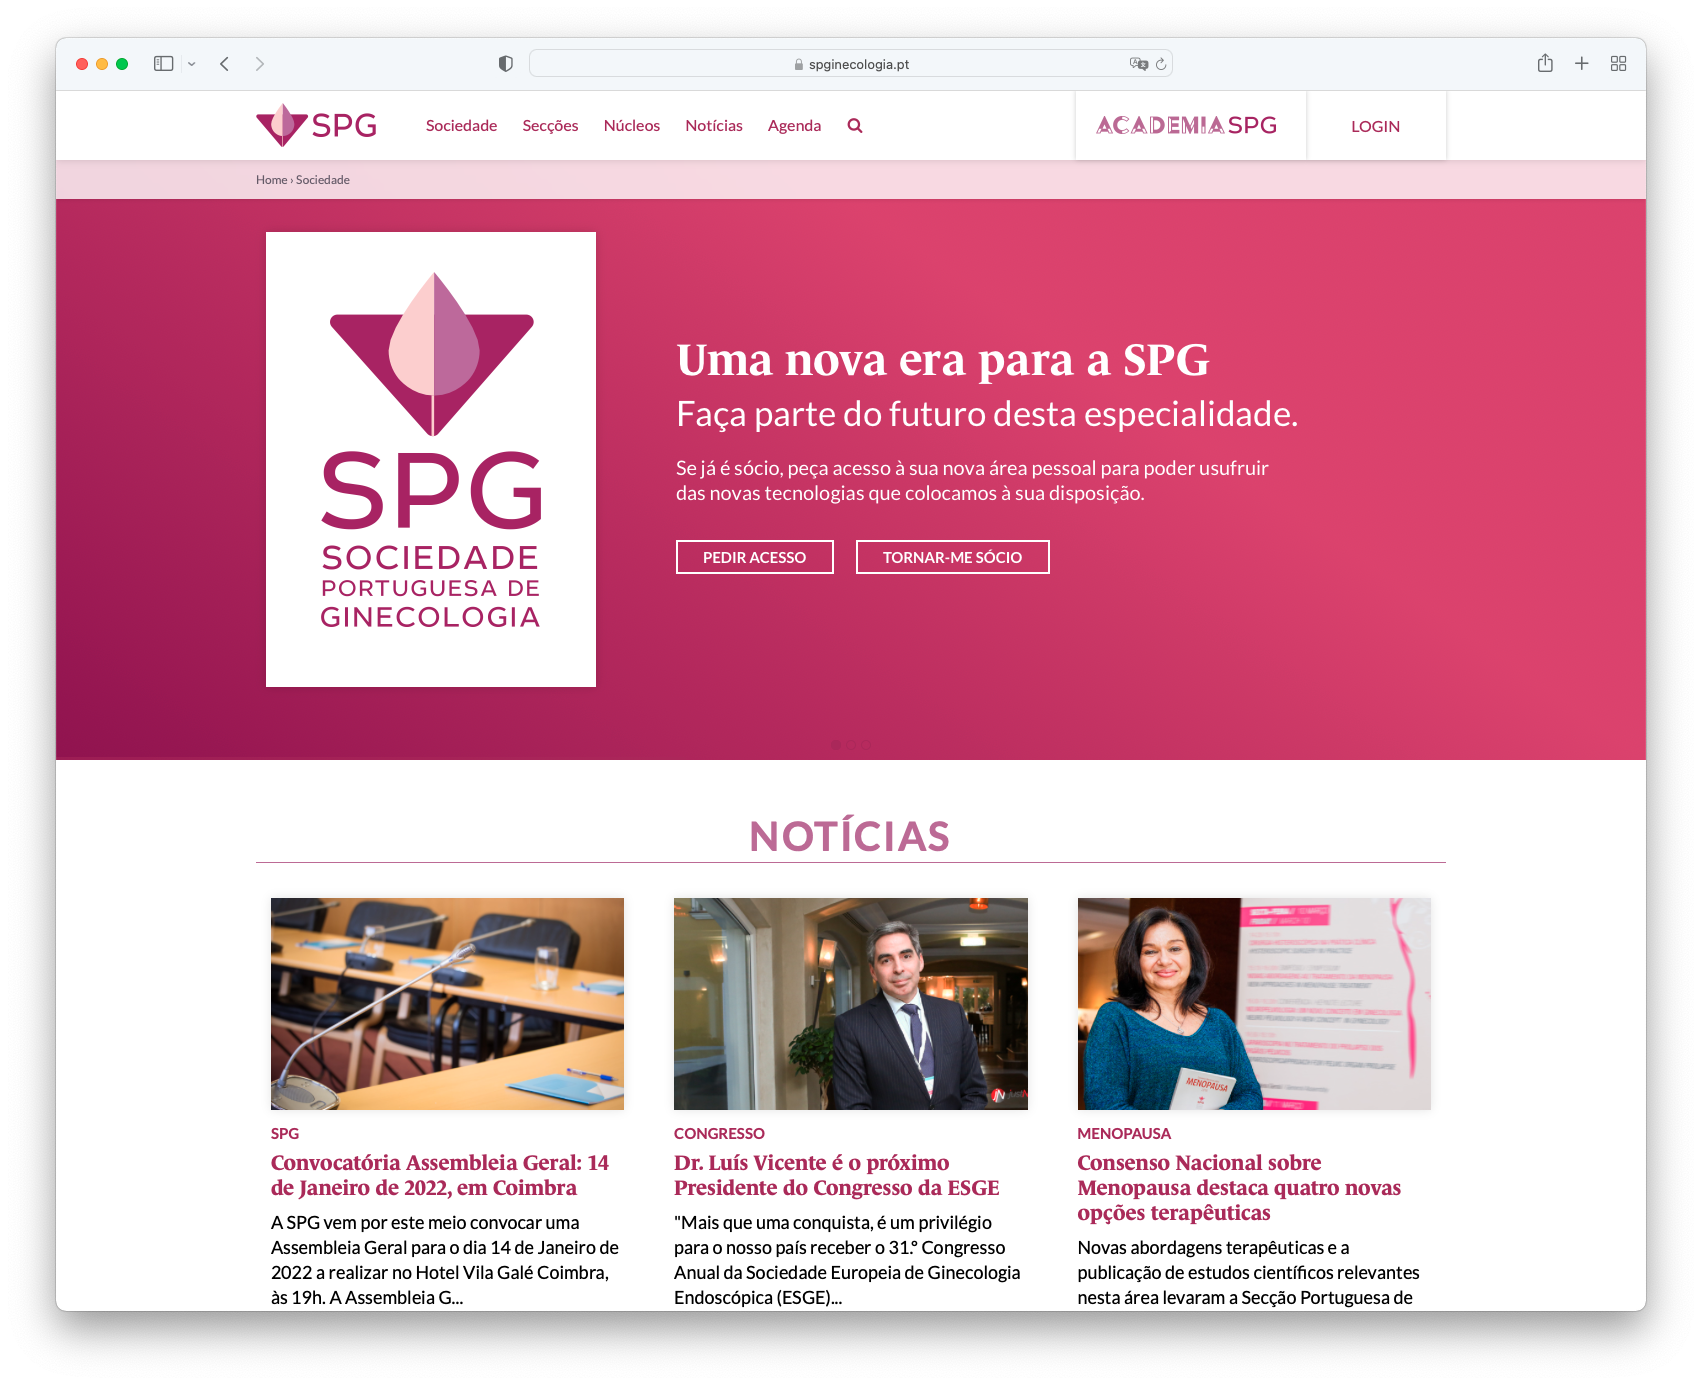 spginecologia.pt
SPG
Sociedade Secções Núcleos Notícias Agenda
ACADEMIA SPG
LOGIN
Home › Sociedade
SPG
SOCIEDADE
PORTUGUESA DE
GINECOLOGIA
Uma nova era para a SPG
Faça parte do futuro desta especialidade.
Se já é sócio, peça acesso à sua nova área pessoal para poder usufruir
das novas tecnologias que colocamos à sua disposição.
PEDIR ACESSO
TORNAR-ME SÓCIO
NOTÍCIAS
SPG
Convocatória Assembleia Geral: 14
de Janeiro de 2022, em Coimbra
A SPG vem por este meio convocar uma
Assembleia Geral para o dia 14 de Janeiro de
2022 a realizar no Hotel Vila Galé Coimbra,
às 19h. A Assembleia G...
CONGRESSO
Dr. Luís Vicente é o próximo
Presidente do Congresso da ESGE
"Mais que uma conquista, é um privilégio
para o nosso país receber o 31.º Congresso
Anual da Sociedade Europeia de Ginecologia
Endoscópica (ESGE)...
MENOPAUSA
MENOPAUSA
Consenso Nacional sobre
Menopausa destaca quatro novas
opções terapêuticas
Novas abordagens terapêuticas e a
publicação de estudos científicos relevantes
nesta área levaram a Secção Portuguesa de